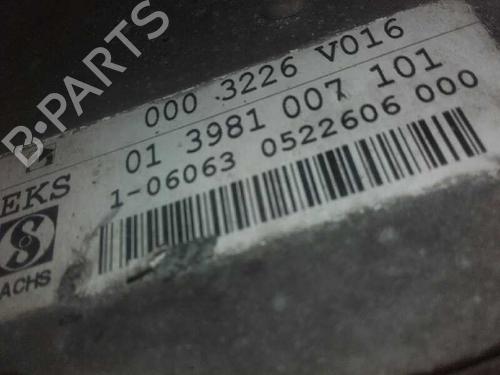 B·PARTS
000 3226 V016
01 3981 007 101
1-06063 0522606 000
EKS
S
ACHS